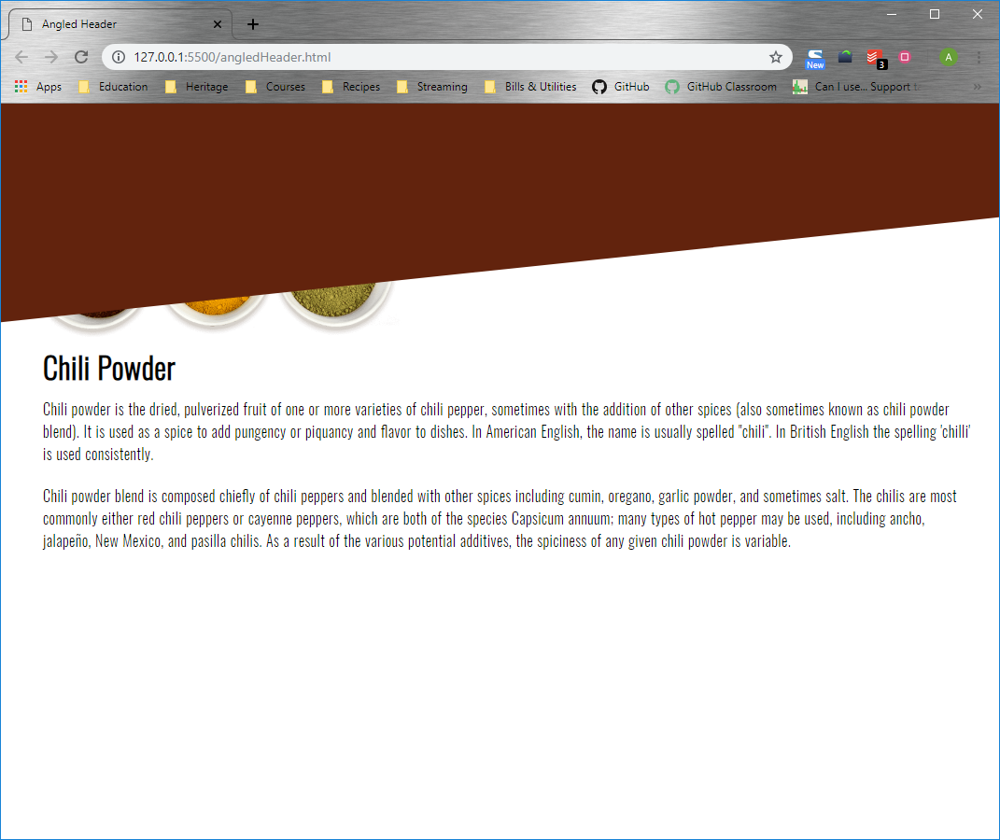 Angled Header
127.0.0.1:5500/angledHeader.html
New
3
A
Apps Education Heritage Courses Recipes Streaming Bills & Utilities GitHub GitHub Classroom Can I use... Support
Chili Powder
Chili powder is the dried, pulverized fruit of one or more varieties of chili pepper, sometimes with the addition of other spices (also sometimes known as chili powder
blend). It is used as a spice to add pungency or piquancy and flavor to dishes. In American English, the name is usually spelled "chili". In British English the spelling 'chilli'
is used consistently.
Chili powder blend is composed chiefly of chili peppers and blended with other spices including cumin, oregano, garlic powder, and sometimes salt. The chilis are most
commonly either red chili peppers or cayenne peppers, which are both of the species Capsicum annuum; many types of hot pepper may be used, including ancho,
jalapeño, New Mexico, and pasilla chilis. As a result of the various potential additives, the spiciness of any given chili powder is variable.